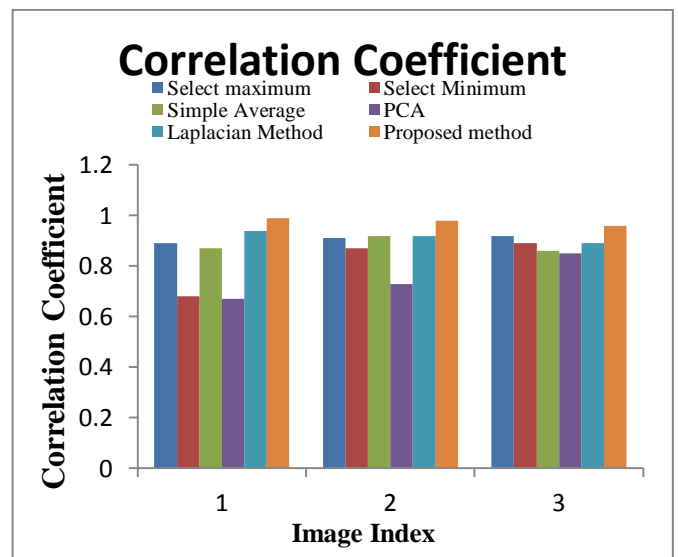 Correlation Coefficient
Select maximum Select Minimum
Simple Average PCA
Laplacian Method Proposed method
Correlation Coefficient
1.2
1
0.8
0.6
0.4
0.2
0
1 2 3
Image Index